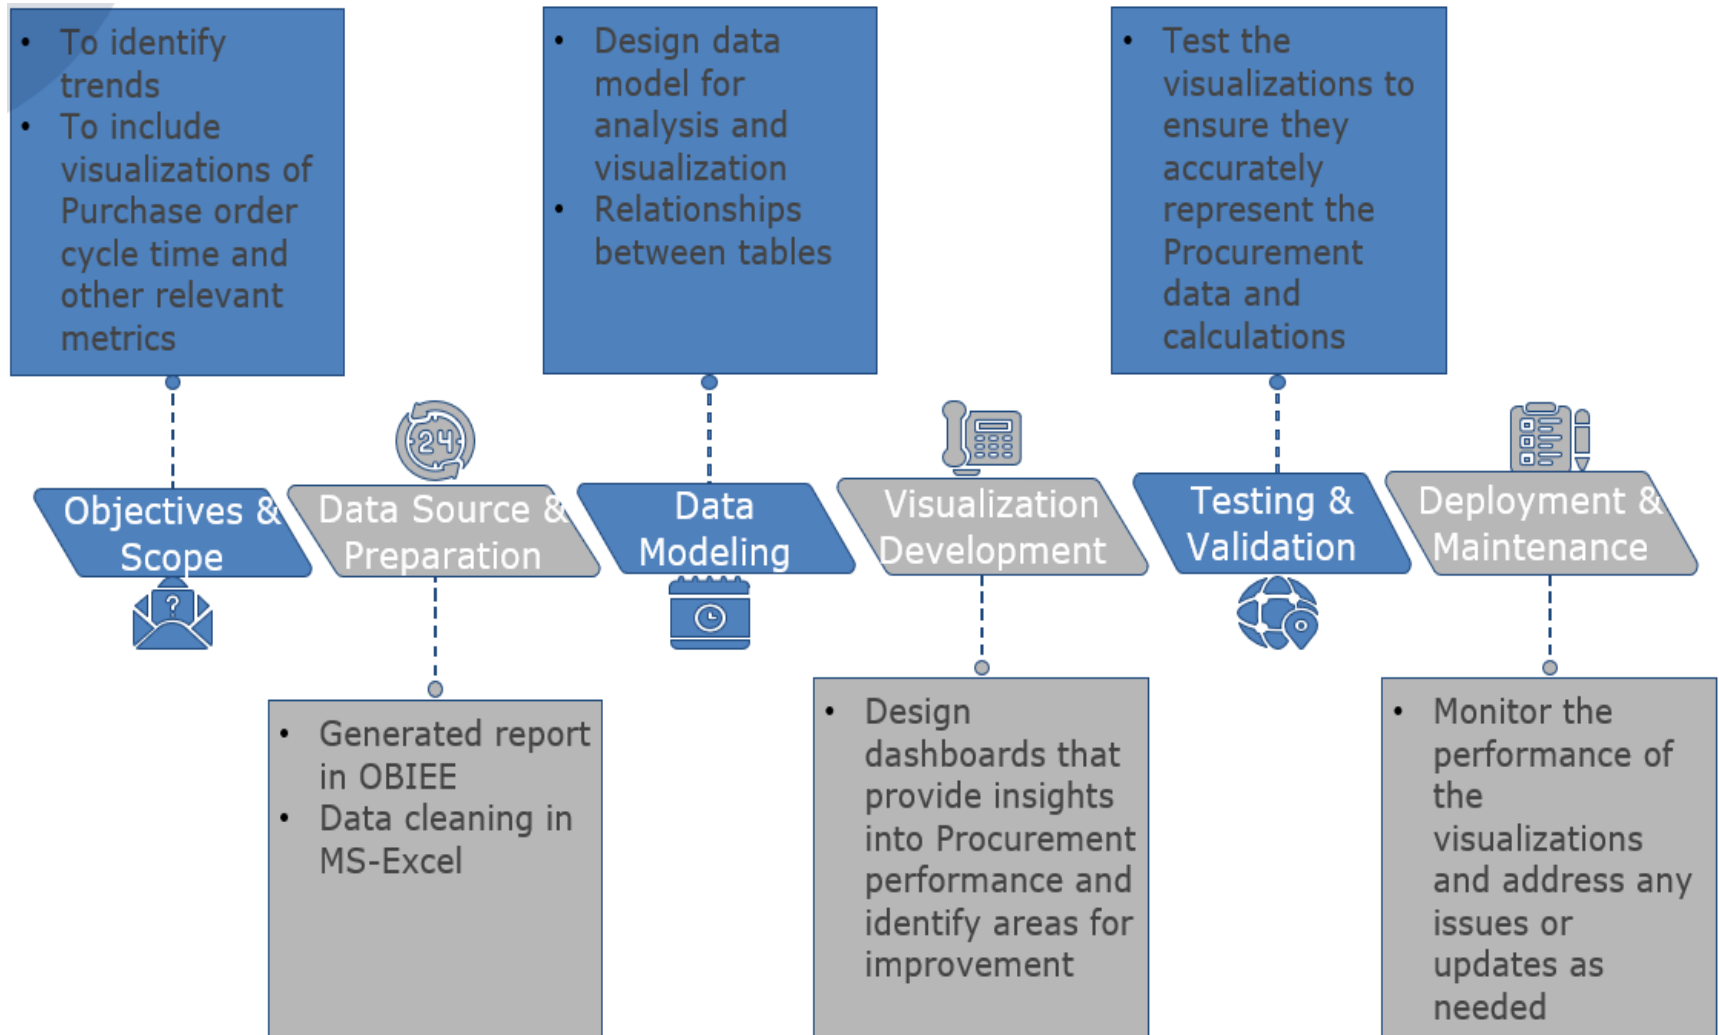 • To identify
trends
• To include
visualizations of
Purchase order
cycle time and
other relevant
metrics
• Design data
model for
analysis and
visualization
• Relationships
between tables
• Test the
visualizations to
ensure they
accurately
represent the
Procurement
data and
calculations
24
Objectives &
Scope
Data Source &
Preparation
Data
Modeling
Visualization
Development
Testing &
Validation
Deployment &
Maintenance
?
• Generated report
in OBIEE
• Data cleaning in
MS-Excel
• Design
dashboards that
provide insights
into Procurement
performance and
identify areas for
improvement
• Monitor the
performance of
the
visualizations
and address any
issues or
updates as
needed